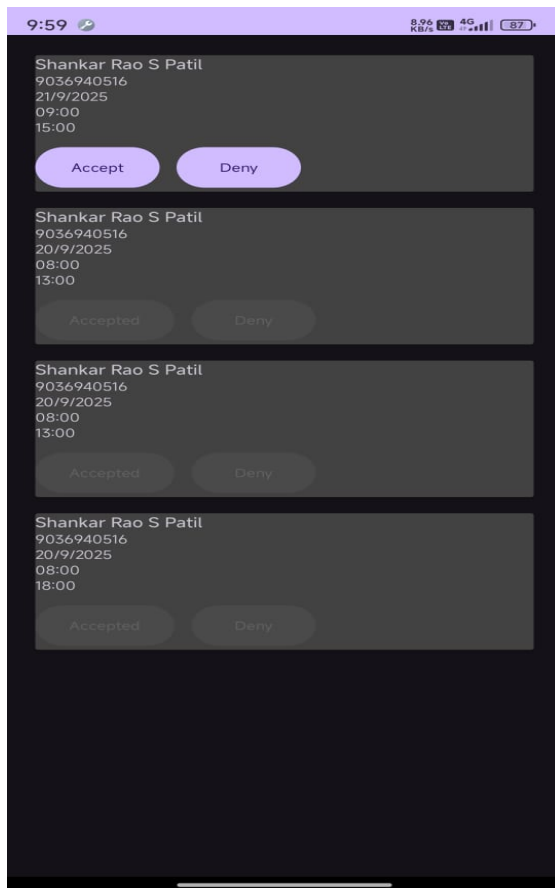 9:59 8.96 KB/s Vo LTE 4G 87
Shankar Rao S Patil
9036940516
21/9/2025
09:00
15:00
Accept Deny
Shankar Rao S Patil
9036940516
20/9/2025
08:00
13:00
Accepted Deny
Shankar Rao S Patil
9036940516
20/9/2025
08:00
13:00
Accepted Deny
Shankar Rao S Patil
9036940516
20/9/2025
08:00
18:00
Accepted Deny